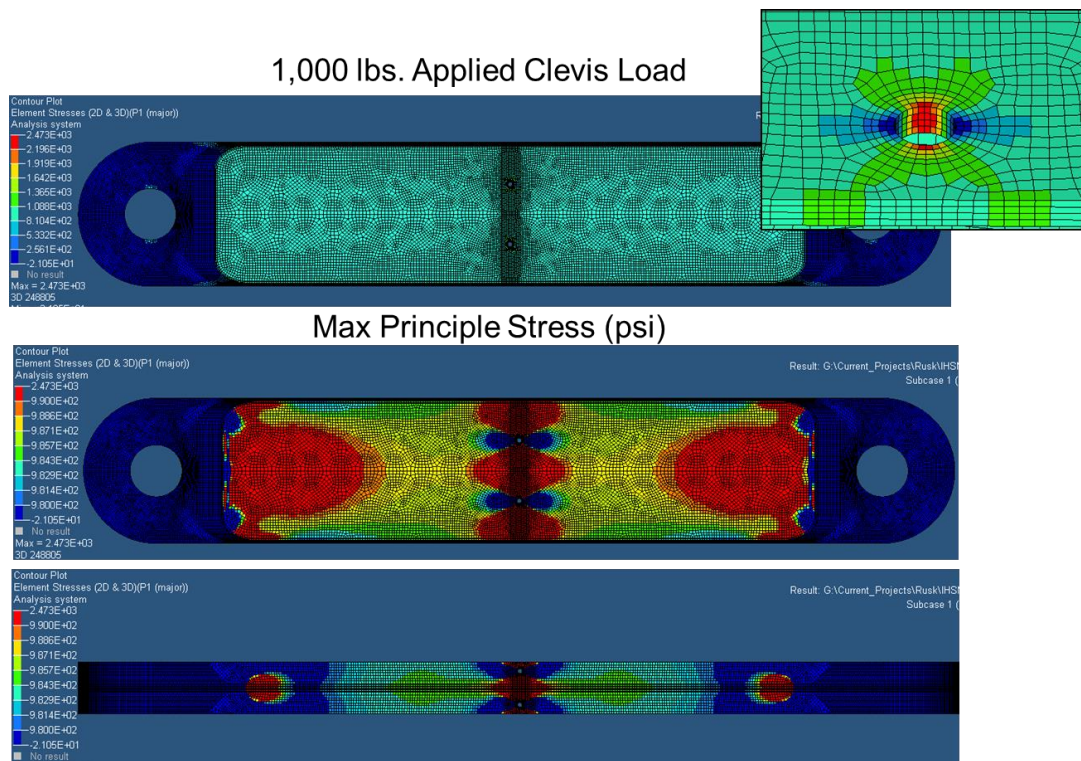 1,000 lbs. Applied Clevis Load
Contour Plot
Element Stresses (2D & 3D)(P1 (major))
Analysis system
2.473E+03
2.196E+03
1.919E+03
1.642E+03
1.365E+03
1.088E+03
8.104E+02
5.332E+02
2.561E+02
-2.105E+01
No result
Max = 2.473E+03
3D 248805
Max Principle Stress (psi)
Contour Plot
Element Stresses (2D & 3D)(P1 (major))
Analysis system
2.473E+03
9.900E+02
9.886E+02
9.871E+02
9.857E+02
9.843E+02
9.829E+02
9.814E+02
9.800E+02
-2.105E+01
No result
Max = 2.473E+03
3D 248805
Result: G:\Current_Projects\Rusk\IHSN
Subcase 1 (
Contour Plot
Element Stresses (2D & 3D)(P1 (major))
Analysis system
2.473E+03
9.900E+02
9.886E+02
9.871E+02
9.857E+02
9.843E+02
9.829E+02
9.814E+02
9.800E+02
-2.105E+01
No result
Result: G:\Current_Projects\Rusk\IHSN
Subcase 1 (